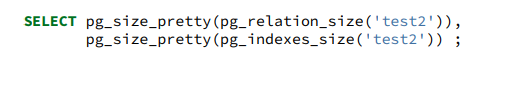 SELECT pg_size_pretty(pg_relation_size('test2')),
       pg_size_pretty(pg_indexes_size('test2')) ;